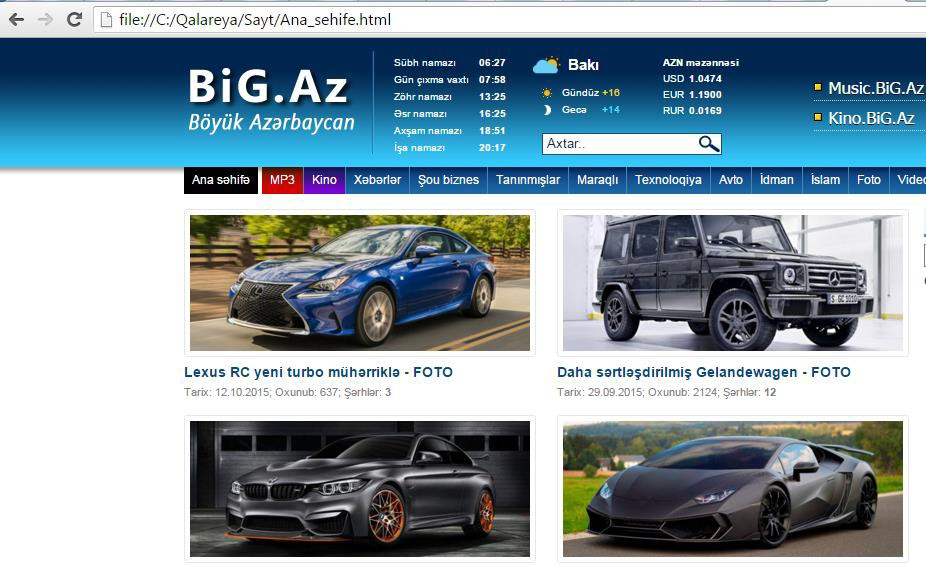 file://C:/Qalareya/Sayt/Ana_sehife.html
BiG.Az
Böyük Azərbaycan
Sübh namazı 06:27
Gün çıxma vaxtı 07:58
Zöhr namazı 13:25
Əsr namazı 16:25
Axşam namazı 18:51
İşa namazı 20:17
Bakı
Gündüz +16
Gecə +14
AZN məzənnəsi
USD 1.0474
EUR 1.1900
RUR 0.0169
Axtar..
Music.BiG.Az
Kino.BiG.Az
Ana səhifə MP3 Kino Xəbərlər Şou biznes Tanınmışlar Maraqlı Texnologiya Avto İdman İslam Foto Video
Lexus RC yeni turbo mühərriklə - FOTO
Tarix: 12.10.2015; Oxunub: 637; Şərhlər: 3
Daha sərtləşdirilmiş Gelandewagen - FOTO
Tarix: 29.09.2015; Oxunub: 2124; Şərhlər: 12
S-GC 1010